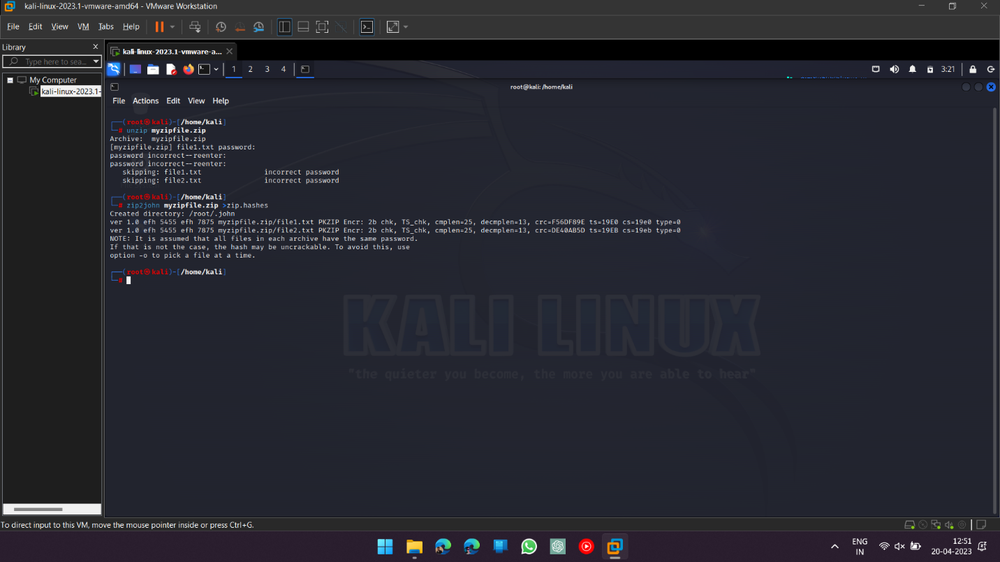 kali-linux-2023.1-vmware-amd64 - VMware Workstation
File Edit View VM Tabs Help
Library
Type here to sea...
My Computer
kali-linux-2023.1-
kali-linux-2023.1-vmware-a...
1 2 3 4
3:21
root@kali: /home/kali
File Actions Edit View Help
┌──(root㉿kali)-[/home/kali]
└─# unzip myzipfile.zip
Archive:  myzipfile.zip
[myzipfile.zip] file1.txt password:
password incorrect--reenter:
password incorrect--reenter:
   skipping: file1.txt               incorrect password
   skipping: file2.txt               incorrect password
┌──(root㉿kali)-[/home/kali]
└─# zip2john myzipfile.zip >zip.hashes
Created directory: /root/.john
ver 1.0 efh 5455 efh 7875 myzipfile.zip/file1.txt PKZIP Encr: 2b chk, TS_chk, cmplen=25, decmplen=13, crc=F56DF89E ts=19E0 cs=19e0 type=0
ver 1.0 efh 5455 efh 7875 myzipfile.zip/file2.txt PKZIP Encr: 2b chk, TS_chk, cmplen=25, decmplen=13, crc=DE40AB5D ts=19EB cs=19eb type=0
NOTE: It is assumed that all files in each archive have the same password.
If that is not the case, the hash may be uncrackable. To avoid this, use
option -o to pick a file at a time.
┌──(root㉿kali)-[/home/kali]
└─#
KALI LINUX
"the quieter you become, the more you are able to hear"
To direct input to this VM, move the mouse pointer inside or press Ctrl+G.
ENG
IN
12:51
20-04-2023